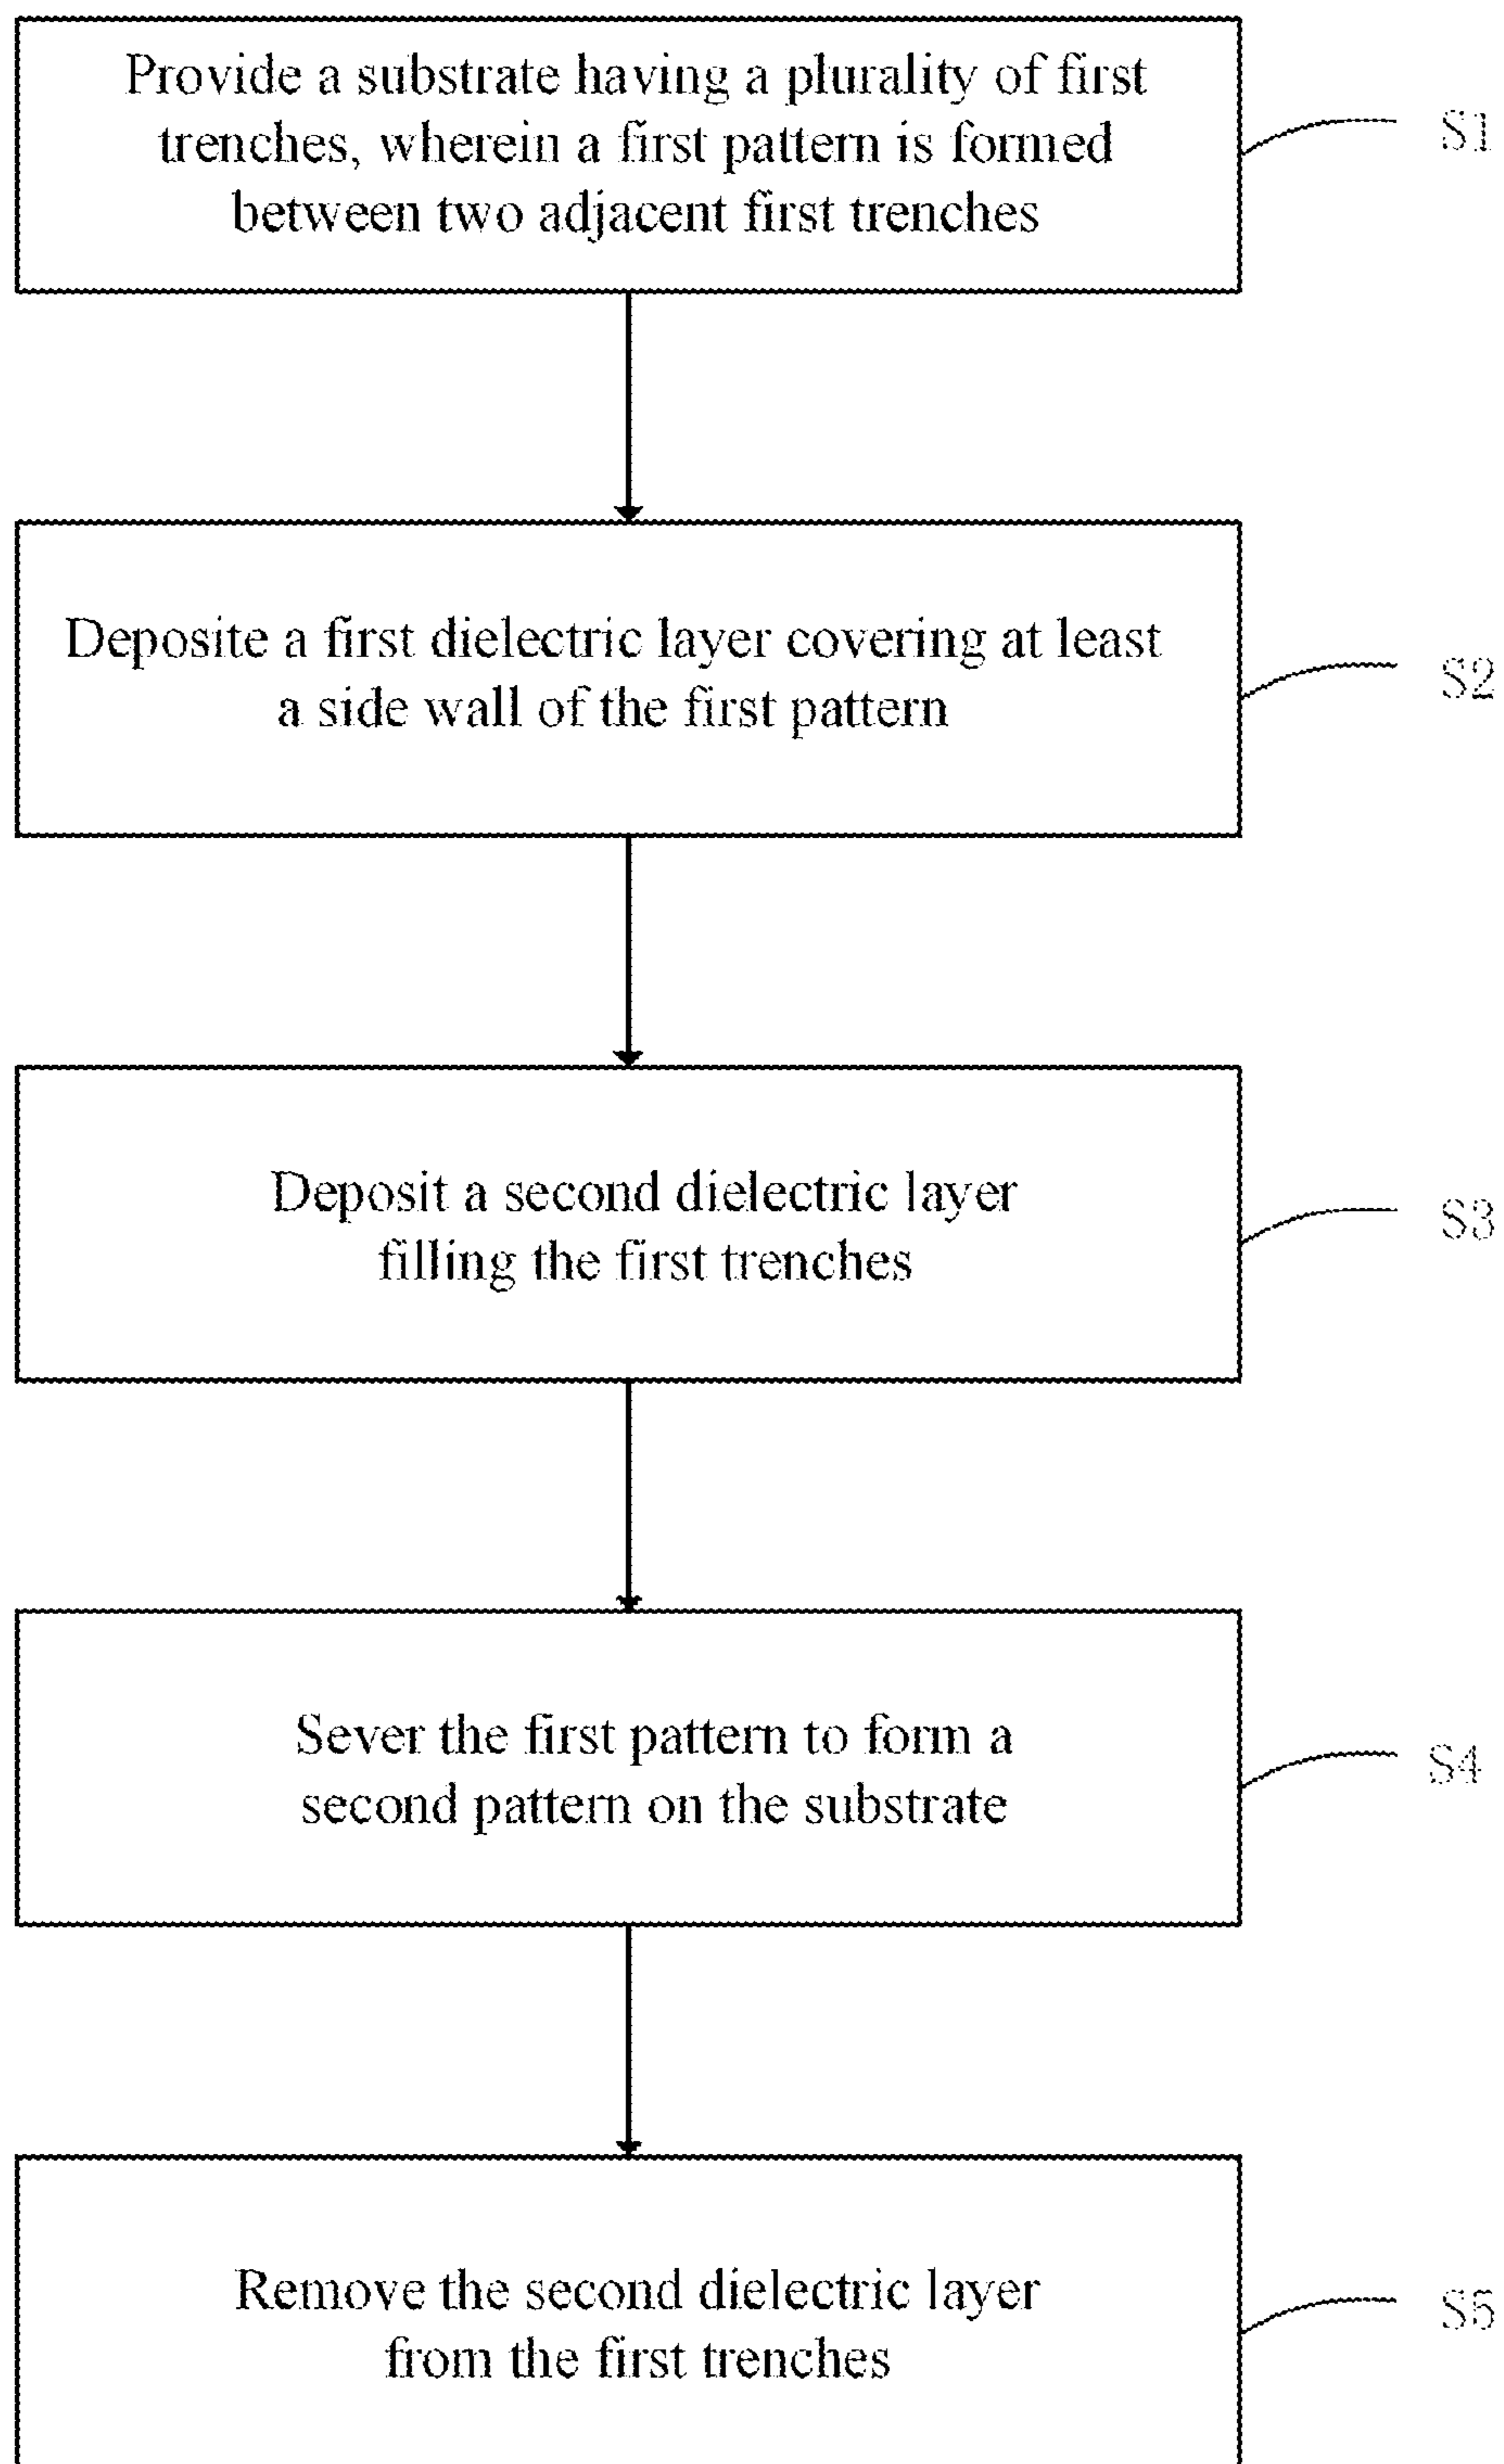 Provide a substrate having a plurality of first
trenches, wherein a first pattern is formed
between two adjacent first trenches
S1
Deposite a first dielectric layer covering at least
a side wall of the first pattern
S2
Deposit a second dielectric layer
filling the first trenches
S3
Sever the first pattern to form a
second pattern on the substrate
S4
Remove the second dielectric layer
from the first trenches
S5